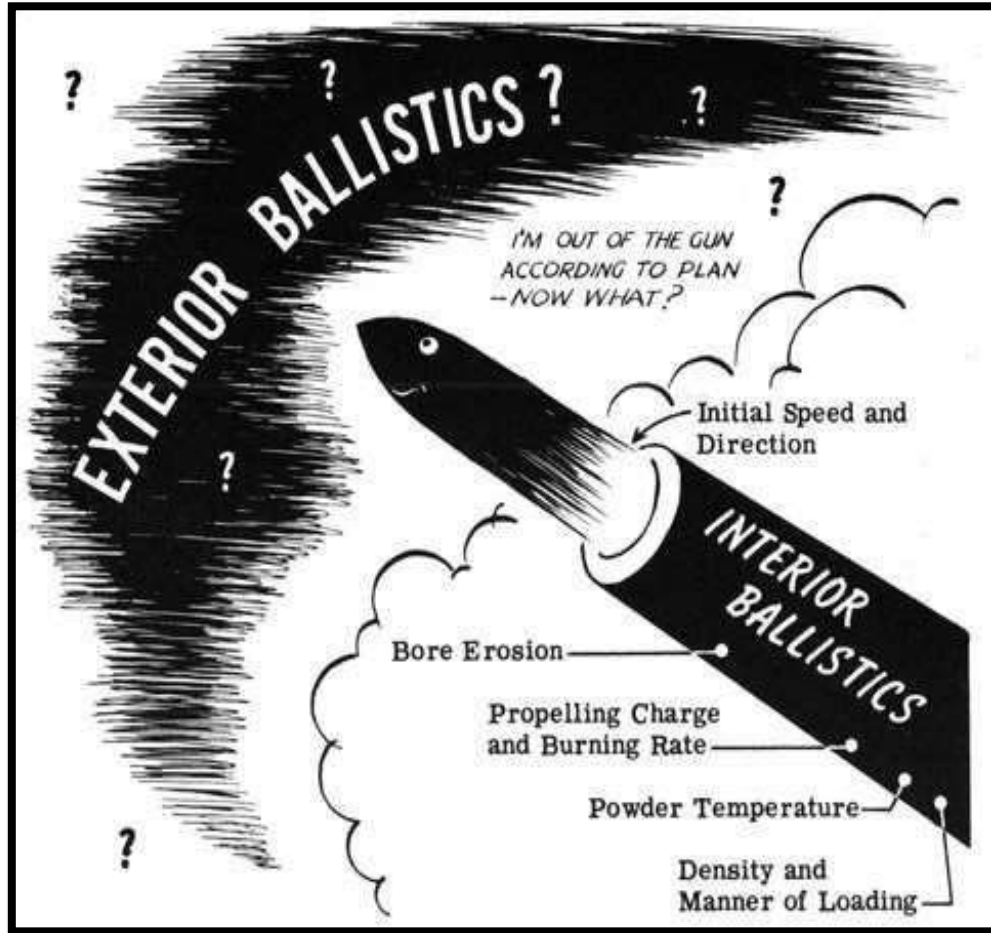 ?
?
?
?
EXTERIOR BALLISTICS ?
I'M OUT OF THE GUN
ACCORDING TO PLAN
-- NOW WHAT?
Initial Speed and
Direction
?
INTERIOR
BALLISTICS
Bore Erosion
Propelling Charge
and Burning Rate
Powder Temperature
?
Density and
Manner of Loading